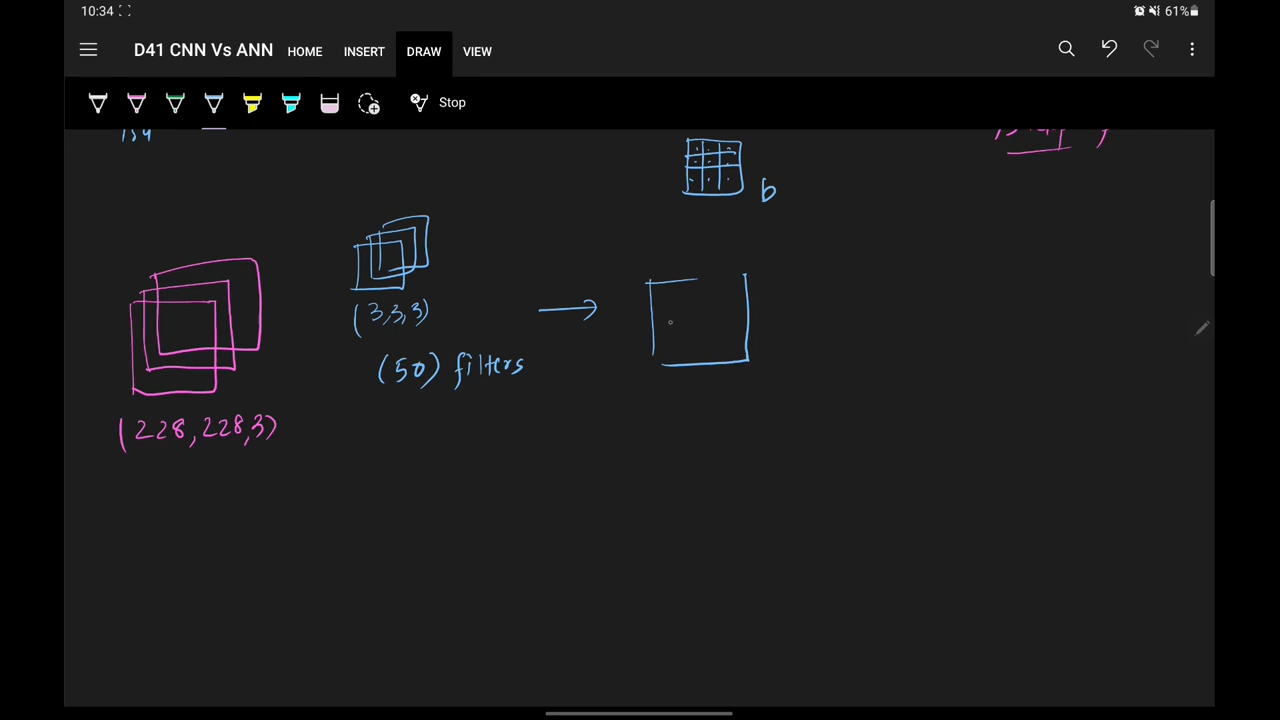 10:34
61%
D41 CNN Vs ANN HOME INSERT DRAW VIEW
Stop
b
(3,3,3)
(50) filters
(228,228,3)